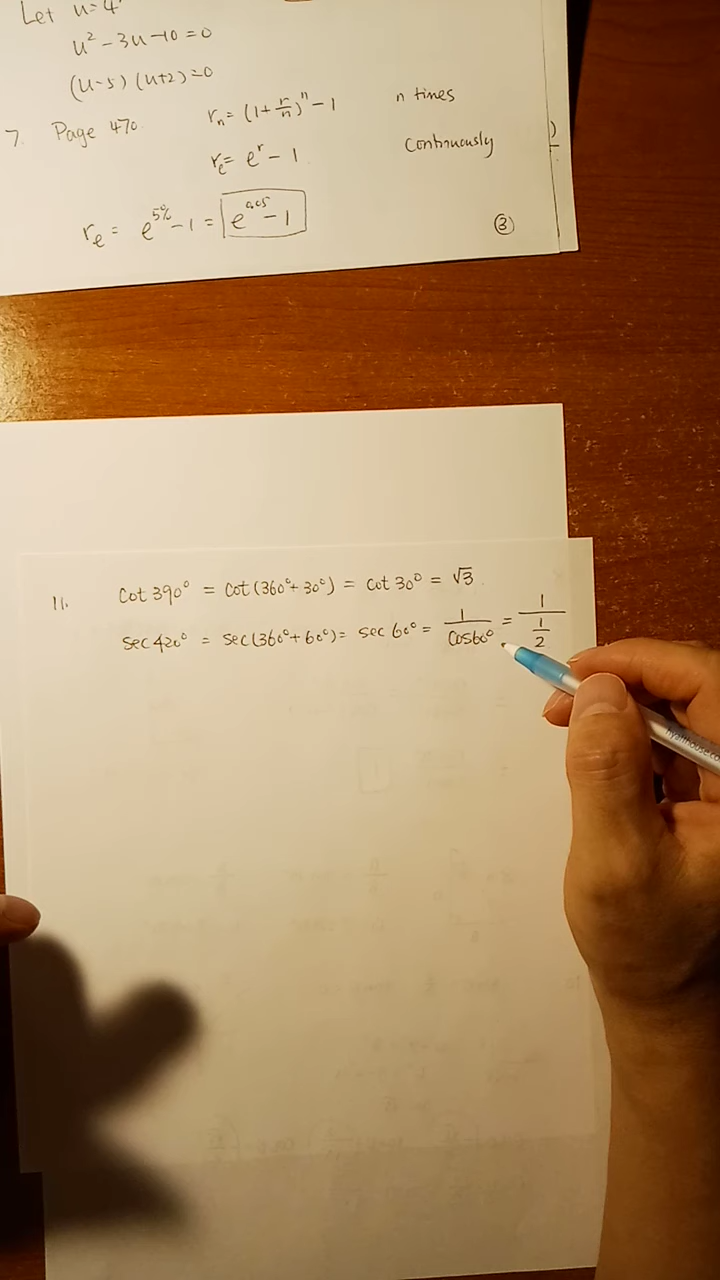 Let u=4
u² - 3u - 10 = 0
(u-5) (u+2) = 0
7. Page 470. rₙ = (1 + r/n)ⁿ - 1 n times
rₑ = eʳ - 1. Continuously
rₑ = e^5% - 1 = e^0.05 - 1
③
11. cot 390° = cot (360° + 30°) = cot 30° = √3
sec 420° = sec (360° + 60°) = sec 60° = 1/cos60° = 1/(1/2)